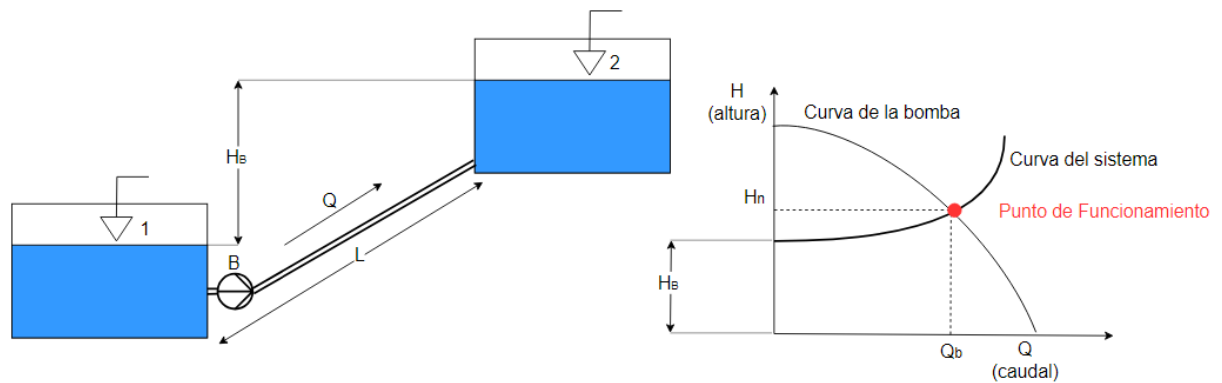 1
2
HB
Q
L
B
H
(altura)
Curva de la bomba
Curva del sistema
Hn
Punto de Funcionamiento
HB
Qb
Q
(caudal)